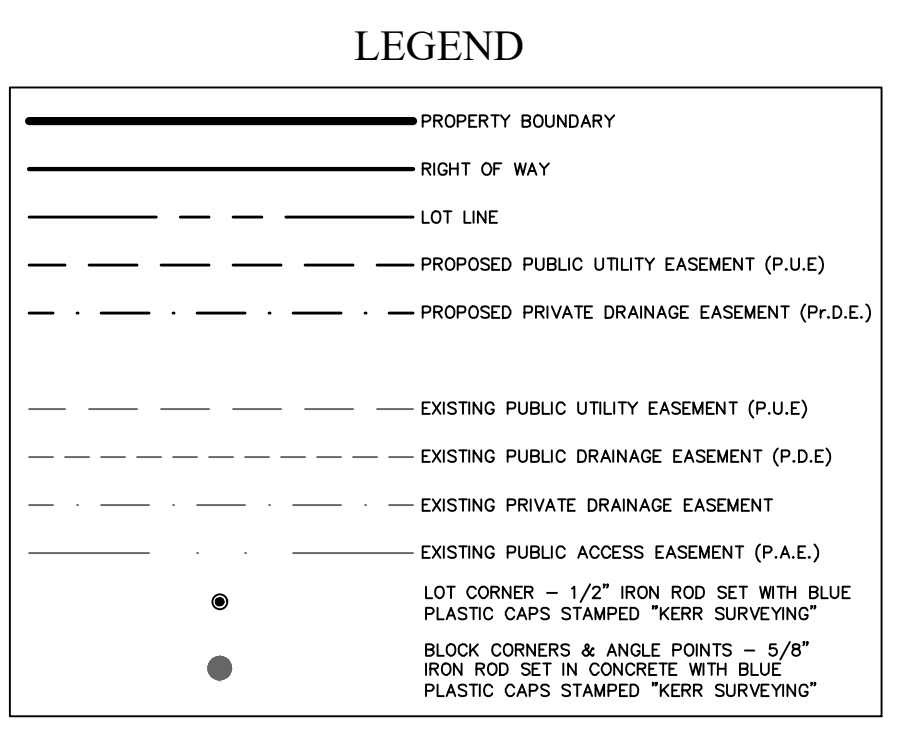 LEGEND
PROPERTY BOUNDARY
RIGHT OF WAY
LOT LINE
PROPOSED PUBLIC UTILITY EASEMENT (P.U.E)
PROPOSED PRIVATE DRAINAGE EASEMENT (Pr.D.E.)
EXISTING PUBLIC UTILITY EASEMENT (P.U.E)
EXISTING PUBLIC DRAINAGE EASEMENT (P.D.E)
EXISTING PRIVATE DRAINAGE EASEMENT
EXISTING PUBLIC ACCESS EASEMENT (P.A.E.)
LOT CORNER – 1/2" IRON ROD SET WITH BLUE
PLASTIC CAPS STAMPED "KERR SURVEYING"
BLOCK CORNERS & ANGLE POINTS – 5/8"
IRON ROD SET IN CONCRETE WITH BLUE
PLASTIC CAPS STAMPED "KERR SURVEYING"